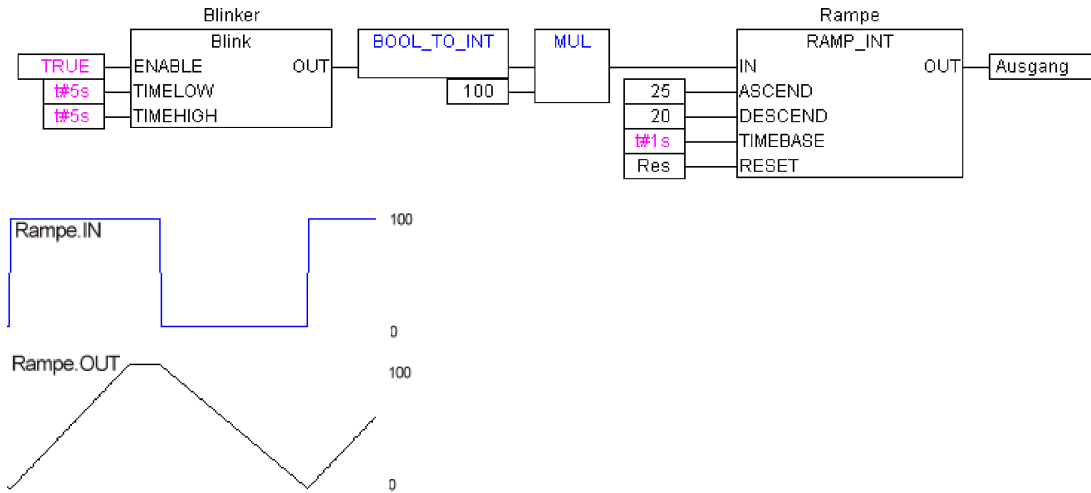 Blinker
Rampe
Blink
BOOL_TO_INT
MUL
RAMP_INT
TRUE
ENABLE
OUT
IN
OUT
Ausgang
t#5s
TIMELOW
100
25
ASCEND
t#5s
TIMEHIGH
20
DESCEND
t#1s
TIMEBASE
Res
RESET
Rampe.IN
100
0
Rampe.OUT
100
0